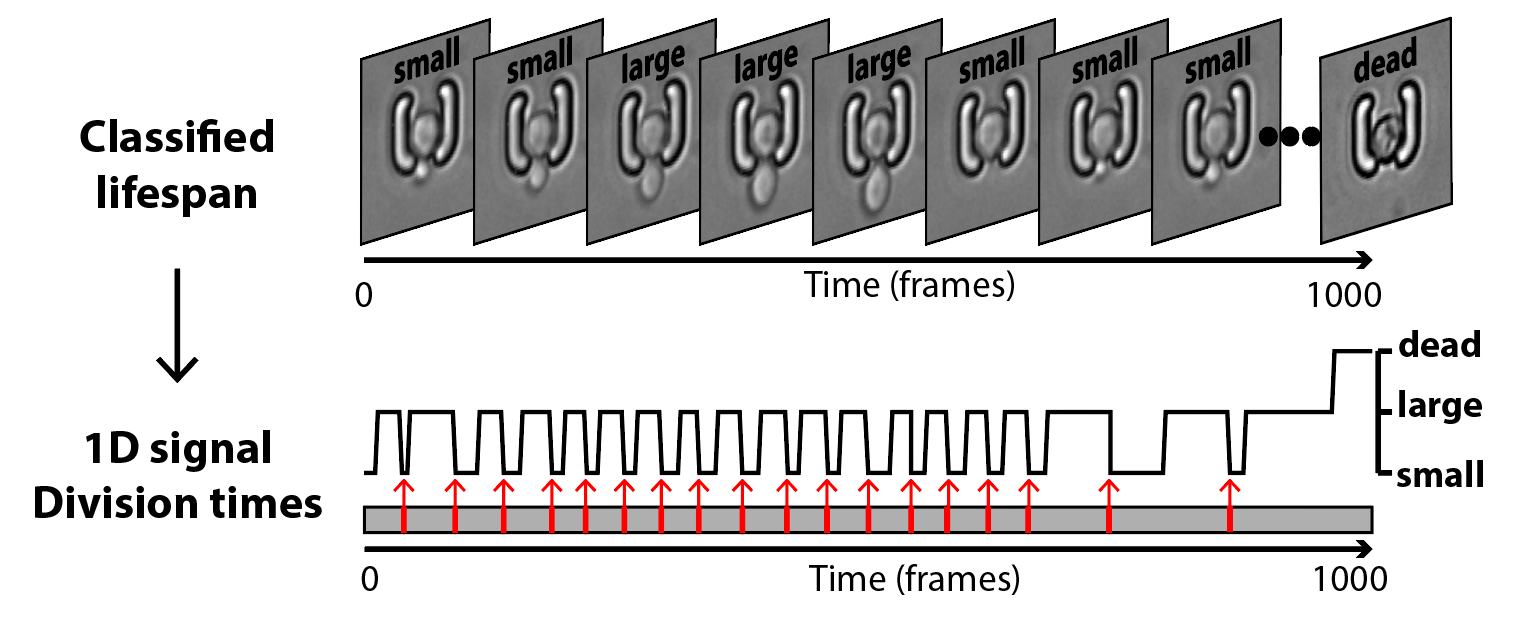 small small large large large small small small dead
Classified
lifespan
Time (frames)
0 1000
dead
large
small
1D signal
Division times
0 Time (frames) 1000